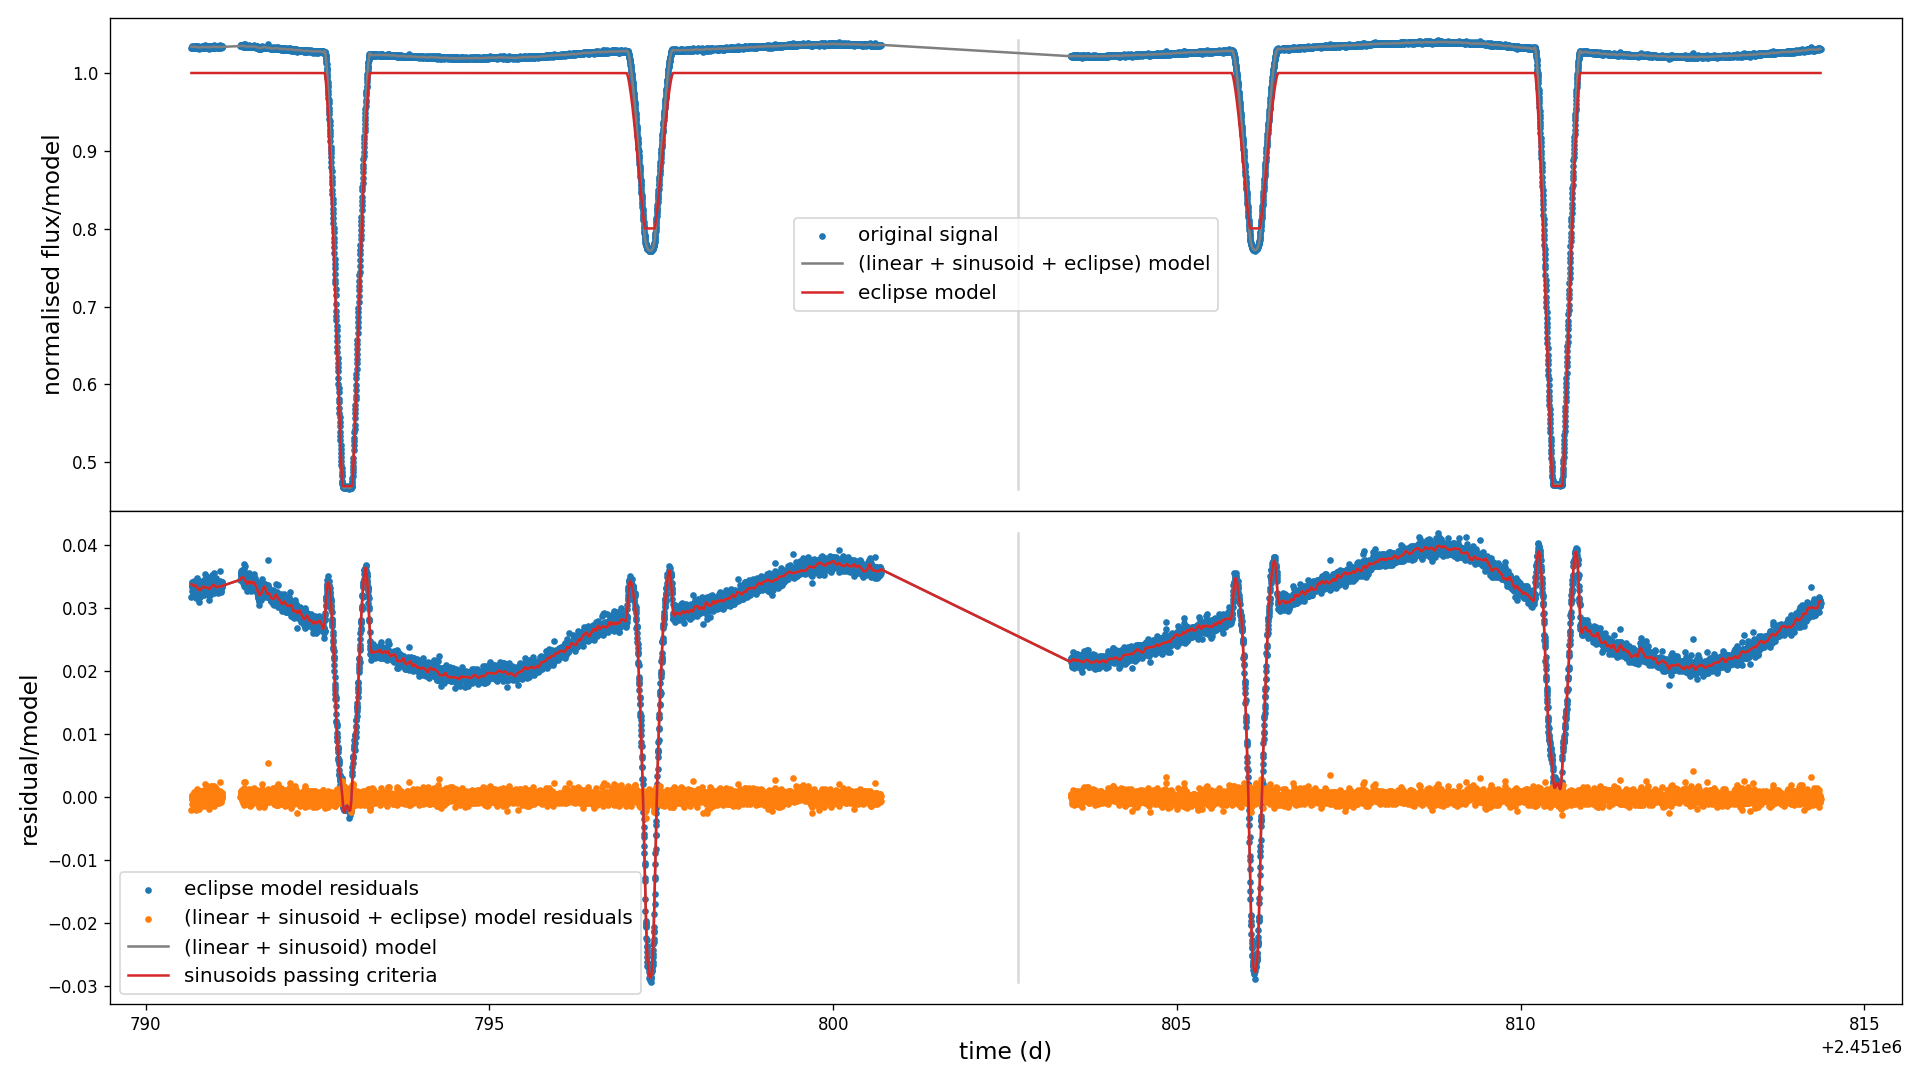 normalised flux/model
1.0
0.9
0.8
0.7
0.6
0.5
original signal
(linear + sinusoid + eclipse) model
eclipse model
residual/model
0.04
0.03
0.02
0.01
0.00
−0.01
−0.02
−0.03
eclipse model residuals
(linear + sinusoid + eclipse) model residuals
(linear + sinusoid) model
sinusoids passing criteria
790 795 800 805 810 815
time (d)
+2.451e6